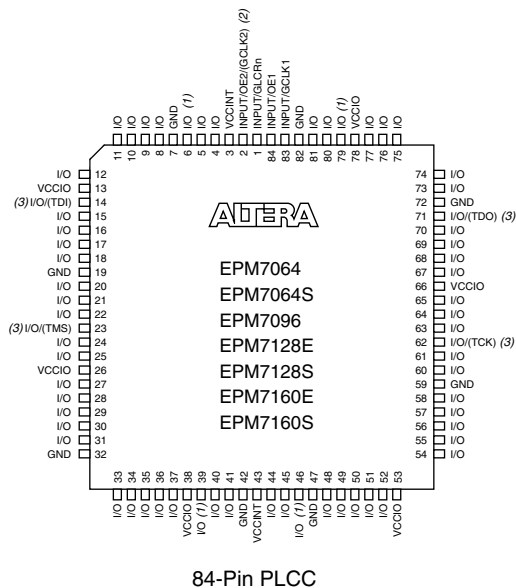 I/O
I/O
I/O
I/O
GND
I/O (1)
I/O
I/O
VCCINT
INPUT/OE2/(GCLK2) (2)
INPUT/GLCRn
INPUT/OE1
INPUT/GCLK1
GND
I/O
I/O
I/O (1)
VCCIO
I/O
I/O
I/O
11 10 9 8 7 6 5 4 3 2 1 84 83 82 81 80 79 78 77 76 75
I/O 12
VCCIO 13
(3) I/O/(TDI) 14
I/O 15
I/O 16
I/O 17
I/O 18
GND 19
I/O 20
I/O 21
I/O 22
(3) I/O/(TMS) 23
I/O 24
I/O 25
VCCIO 26
I/O 27
I/O 28
I/O 29
I/O 30
I/O 31
GND 32
ALTERA
EPM7064
EPM7064S
EPM7096
EPM7128E
EPM7128S
EPM7160E
EPM7160S
74 I/O
73 I/O
72 GND
71 I/O/(TDO) (3)
70 I/O
69 I/O
68 I/O
67 I/O
66 VCCIO
65 I/O
64 I/O
63 I/O
62 I/O/(TCK) (3)
61 I/O
60 I/O
59 GND
58 I/O
57 I/O
56 I/O
55 I/O
54 I/O
33 34 35 36 37 38 39 40 41 42 43 44 45 46 47 48 49 50 51 52 53
I/O
I/O
I/O
I/O
I/O
VCCIO
I/O (1)
I/O
I/O
GND
VCCINT
I/O
I/O
I/O (1)
GND
I/O
I/O
I/O
I/O
I/O
VCCIO
84-Pin PLCC